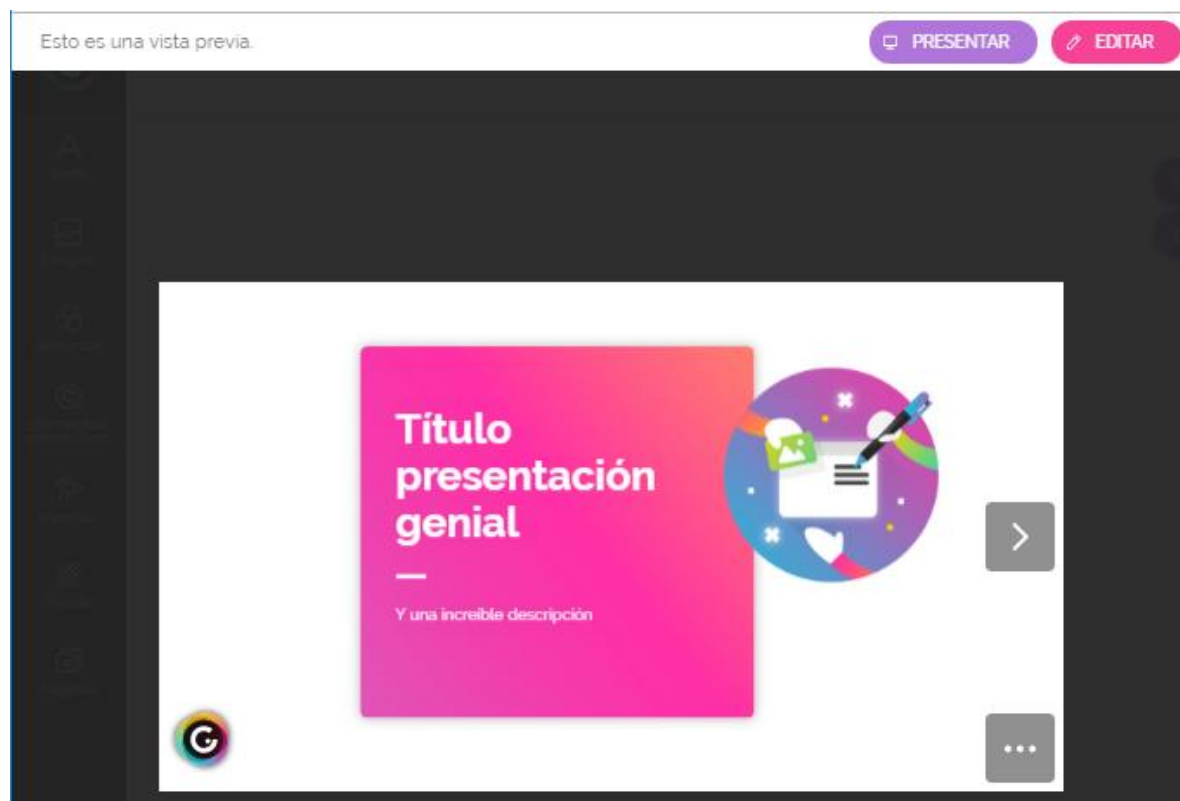 Esto es una vista previa.
PRESENTAR
EDITAR
Título
presentación
genial
Y una increíble descripción